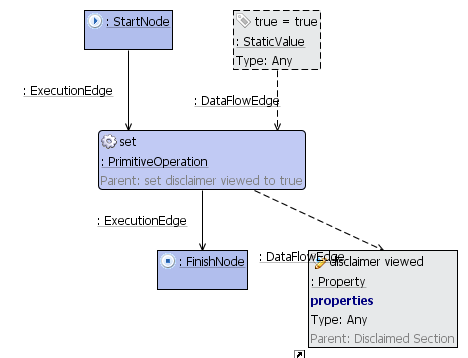 : StartNode
true = true
: StaticValue
Type: Any
: ExecutionEdge
: DataFlowEdge
set
: PrimitiveOperation
Parent: set disclaimer viewed to true
: ExecutionEdge
: DataFlowEdge
: FinishNode
disclaimer viewed
: Property
properties
Type: Any
Parent: Disclaimed Section